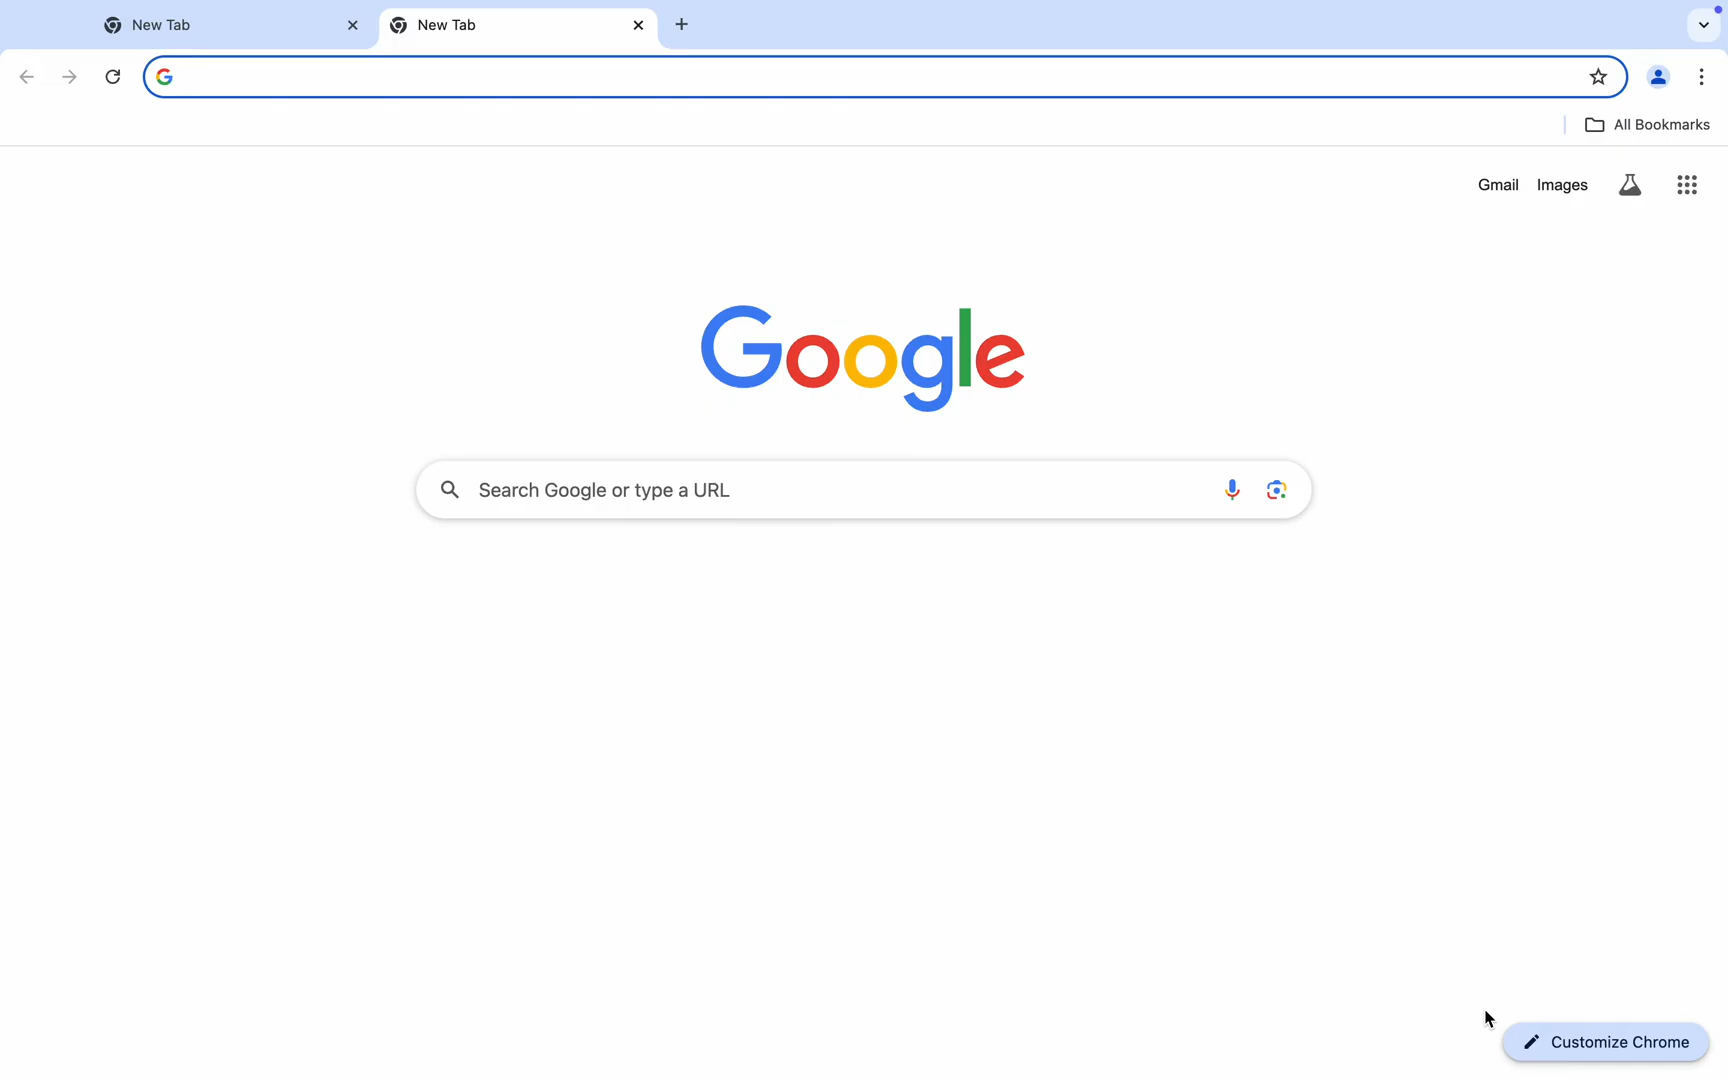 New Tab
New Tab
All Bookmarks
Gmail
Images
Google
Search Google or type a URL
Customize Chrome